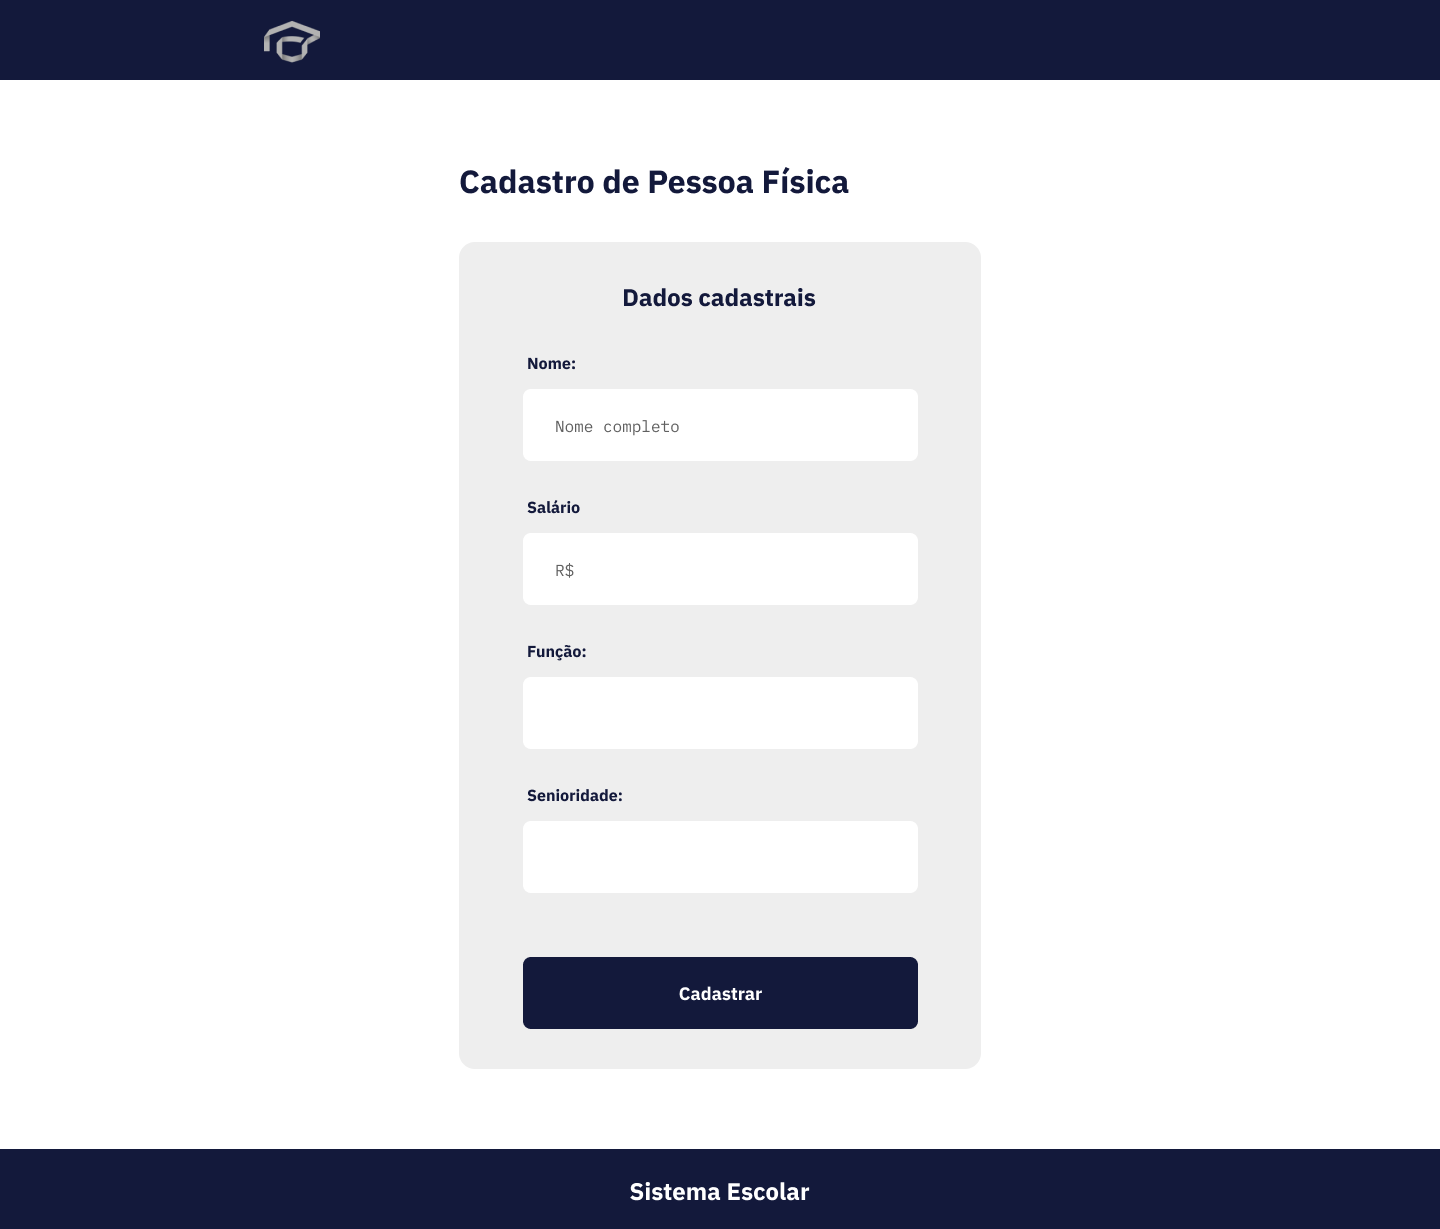 Cadastro de Pessoa Física
Dados cadastrais
Nome:
Nome completo
Salário
R$
Função:
Senioridade:
Cadastrar
Sistema Escolar